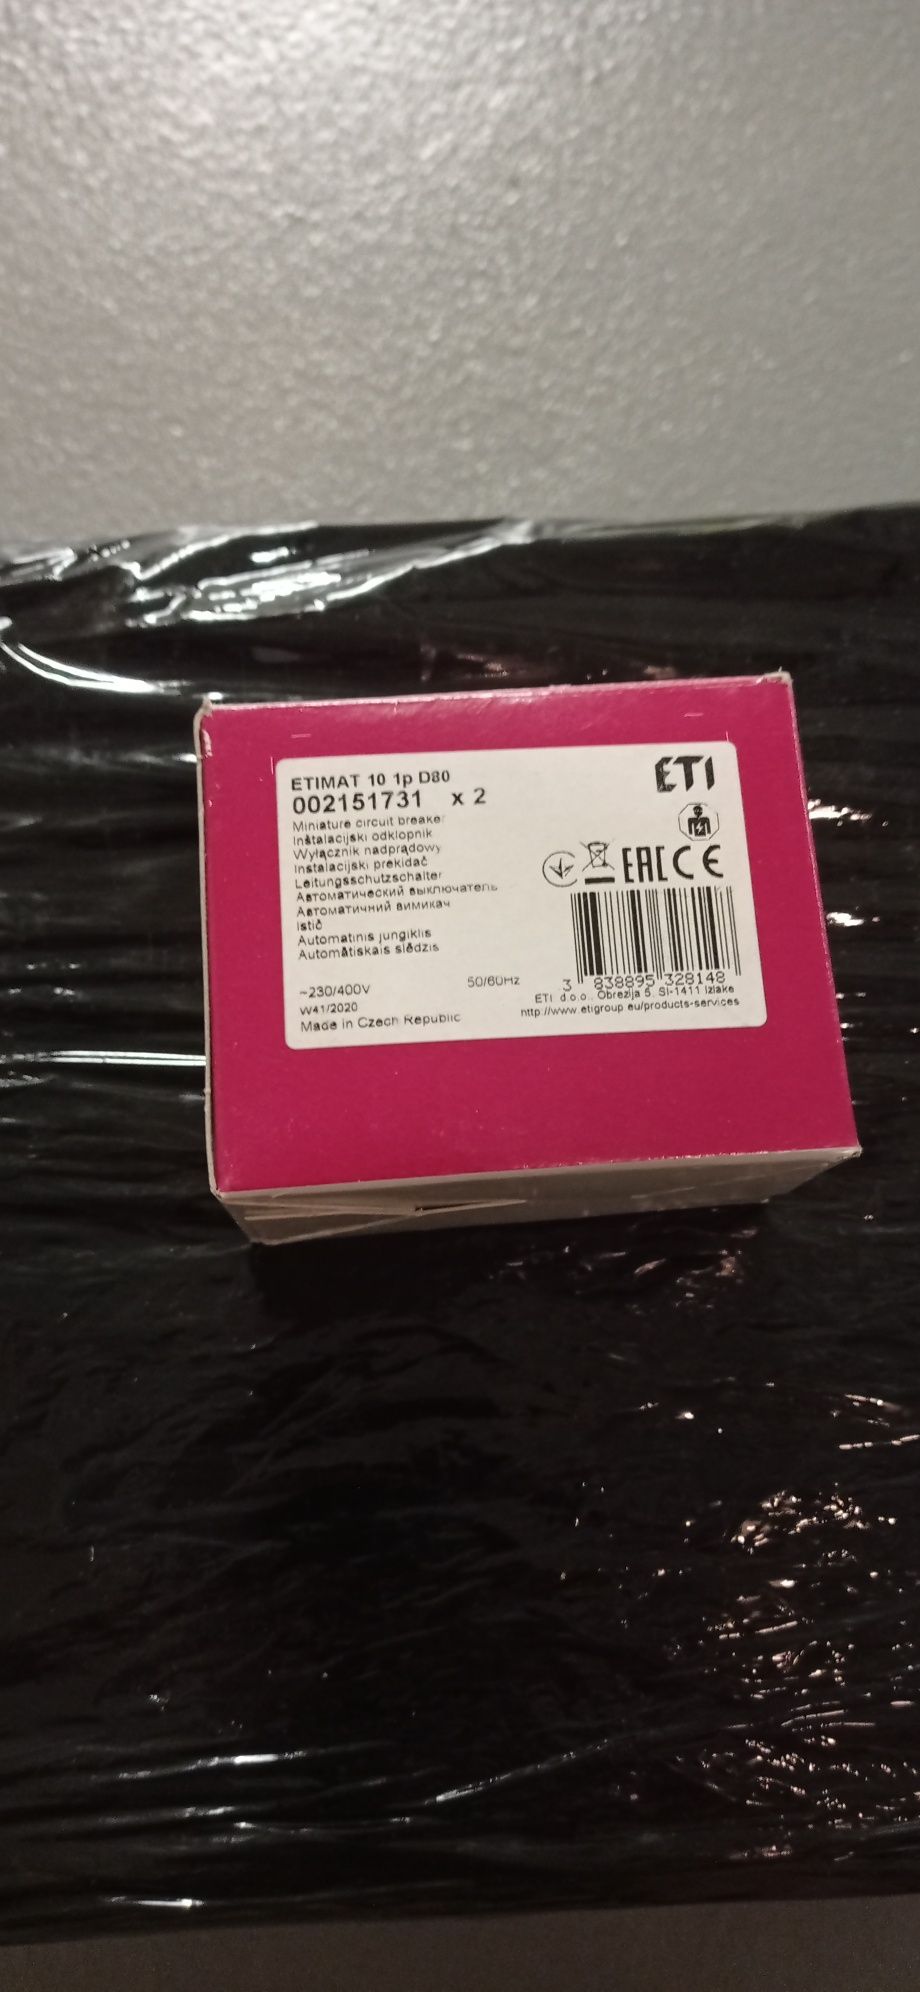 ETIMAT 10 1p D80
002151731 x 2
Miniature circuit breaker
Instalacijski odklopnik
Wyłącznik nadprądowy
Instalacijski prekidač
Leitungsschutzschalter
Автоматический выключатель
Автоматичний вимикач
Istič
Automatinis jungiklis
Automātiskais slēdzis
~230/400V 50/60Hz
W41/2020
Made in Czech Republic
ETI
EAC CE
3 838895 328148
ETI d.o.o. Obrezija 5, SI-1411 Izlake
http://www.etigroup.eu/products-services